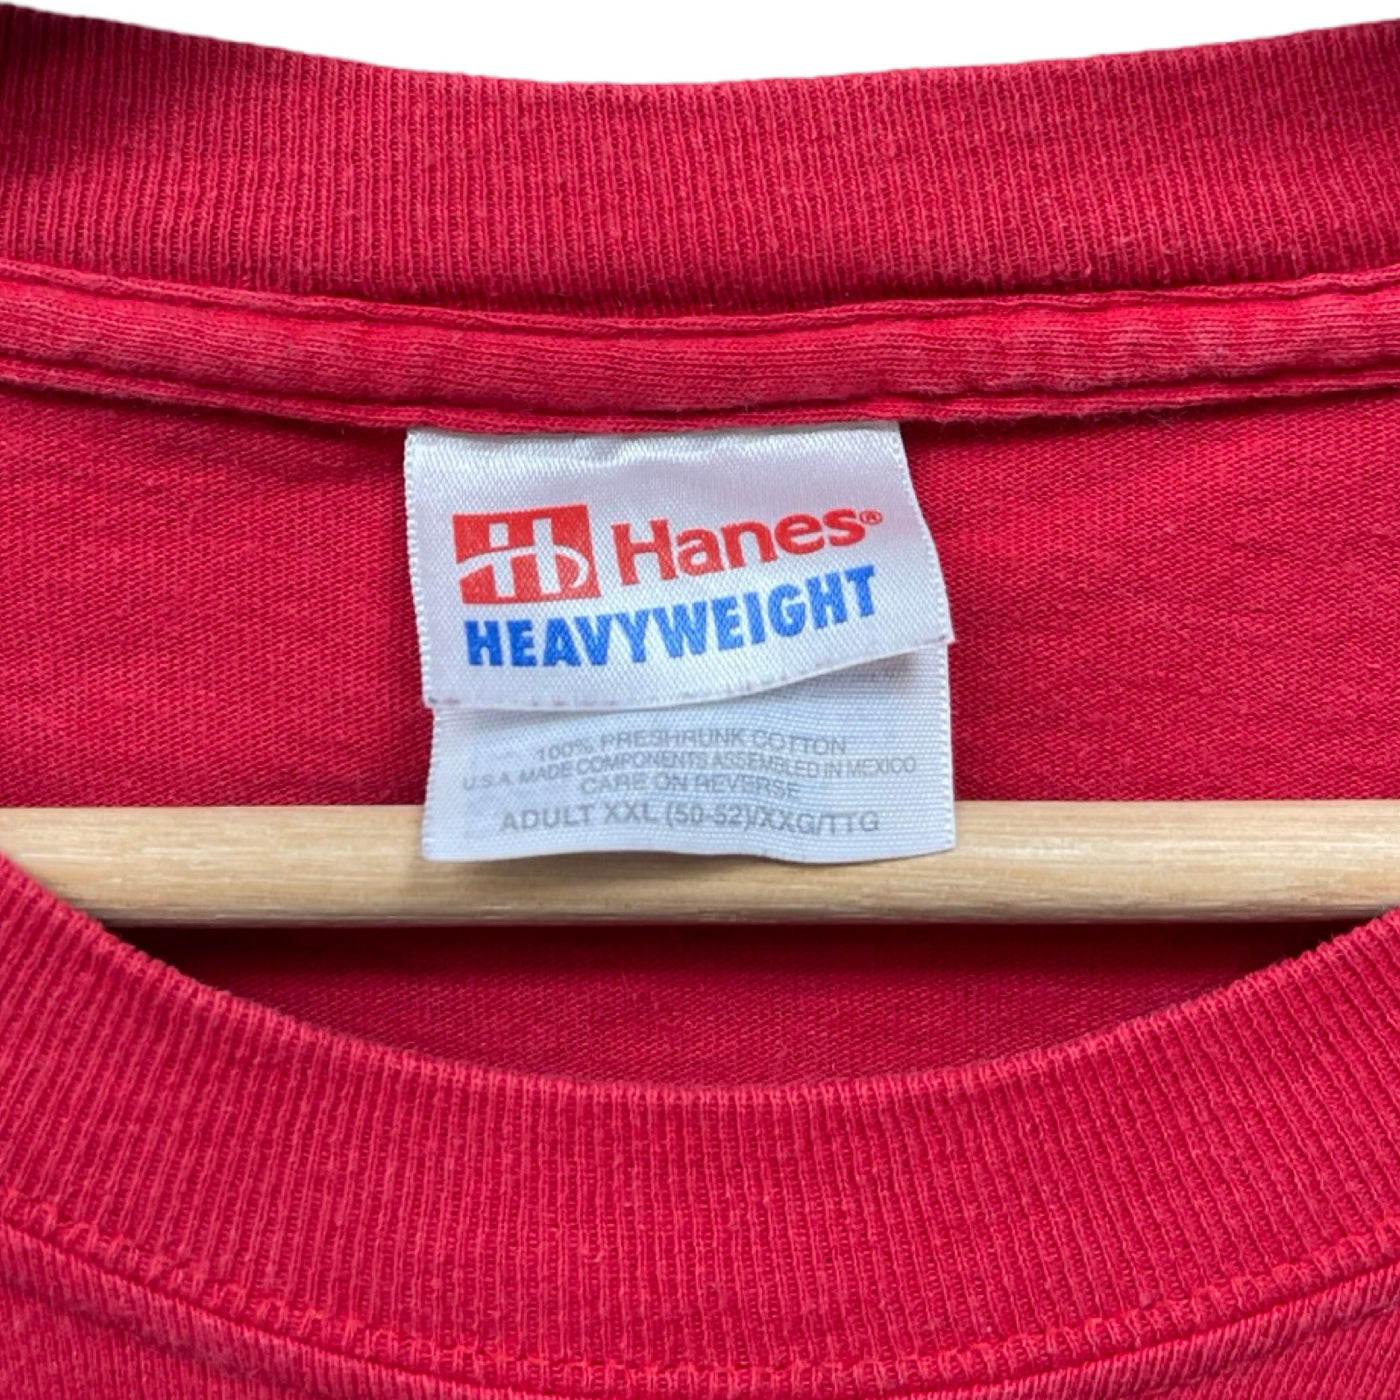 Hanes®
HEAVYWEIGHT
100% PRESHRUNK COTTON
U.S.A. MADE COMPONENTS ASSEMBLED IN MEXICO
CARE ON REVERSE
ADULT XXL (50-52)/XXG/TTG